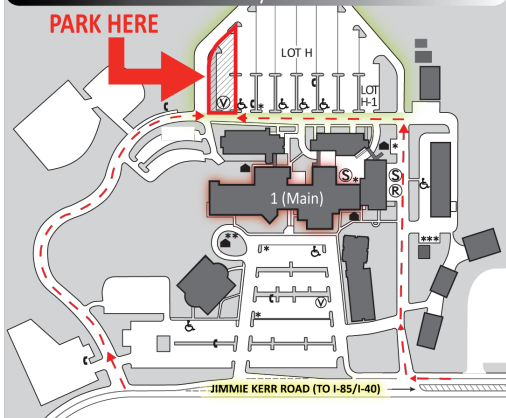 PARK HERE
LOT H
LOT
H-1
V
*
*
S
*
S
R
1 (Main)
**
*
***
V
*
JIMMIE KERR ROAD (TO I-85/I-40)